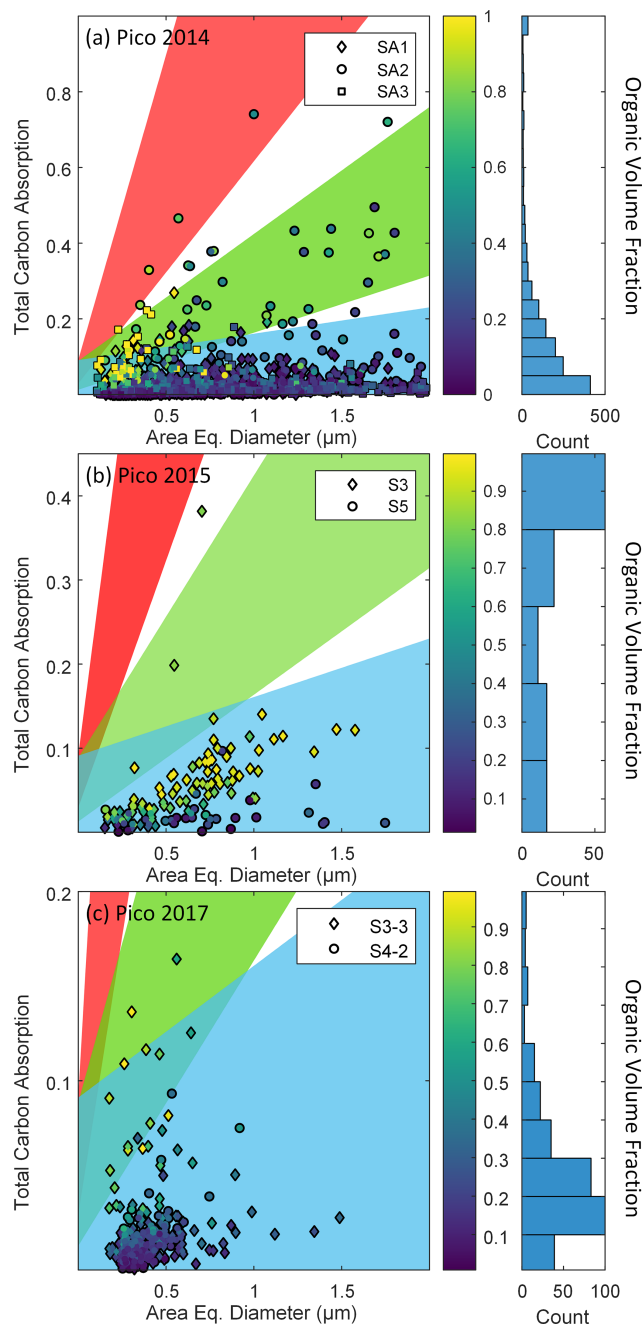 (a) Pico 2014
SA1
SA2
SA3
Total Carbon Absorption
0.8
0.6
0.4
0.2
0.5
1
1.5
Area Eq. Diameter (μm)
1
0.8
0.6
0.4
0.2
0
Organic Volume Fraction
0
500
Count
(b) Pico 2015
S3
S5
Total Carbon Absorption
0.4
0.3
0.2
0.1
0.5
1
1.5
Area Eq. Diameter (μm)
0.9
0.8
0.7
0.6
0.5
0.4
0.3
0.2
0.1
Organic Volume Fraction
0
50
Count
(c) Pico 2017
S3-3
S4-2
Total Carbon Absorption
0.2
0.1
0.5
1
1.5
Area Eq. Diameter (μm)
0.9
0.8
0.7
0.6
0.5
0.4
0.3
0.2
0.1
Organic Volume Fraction
0
50
100
Count